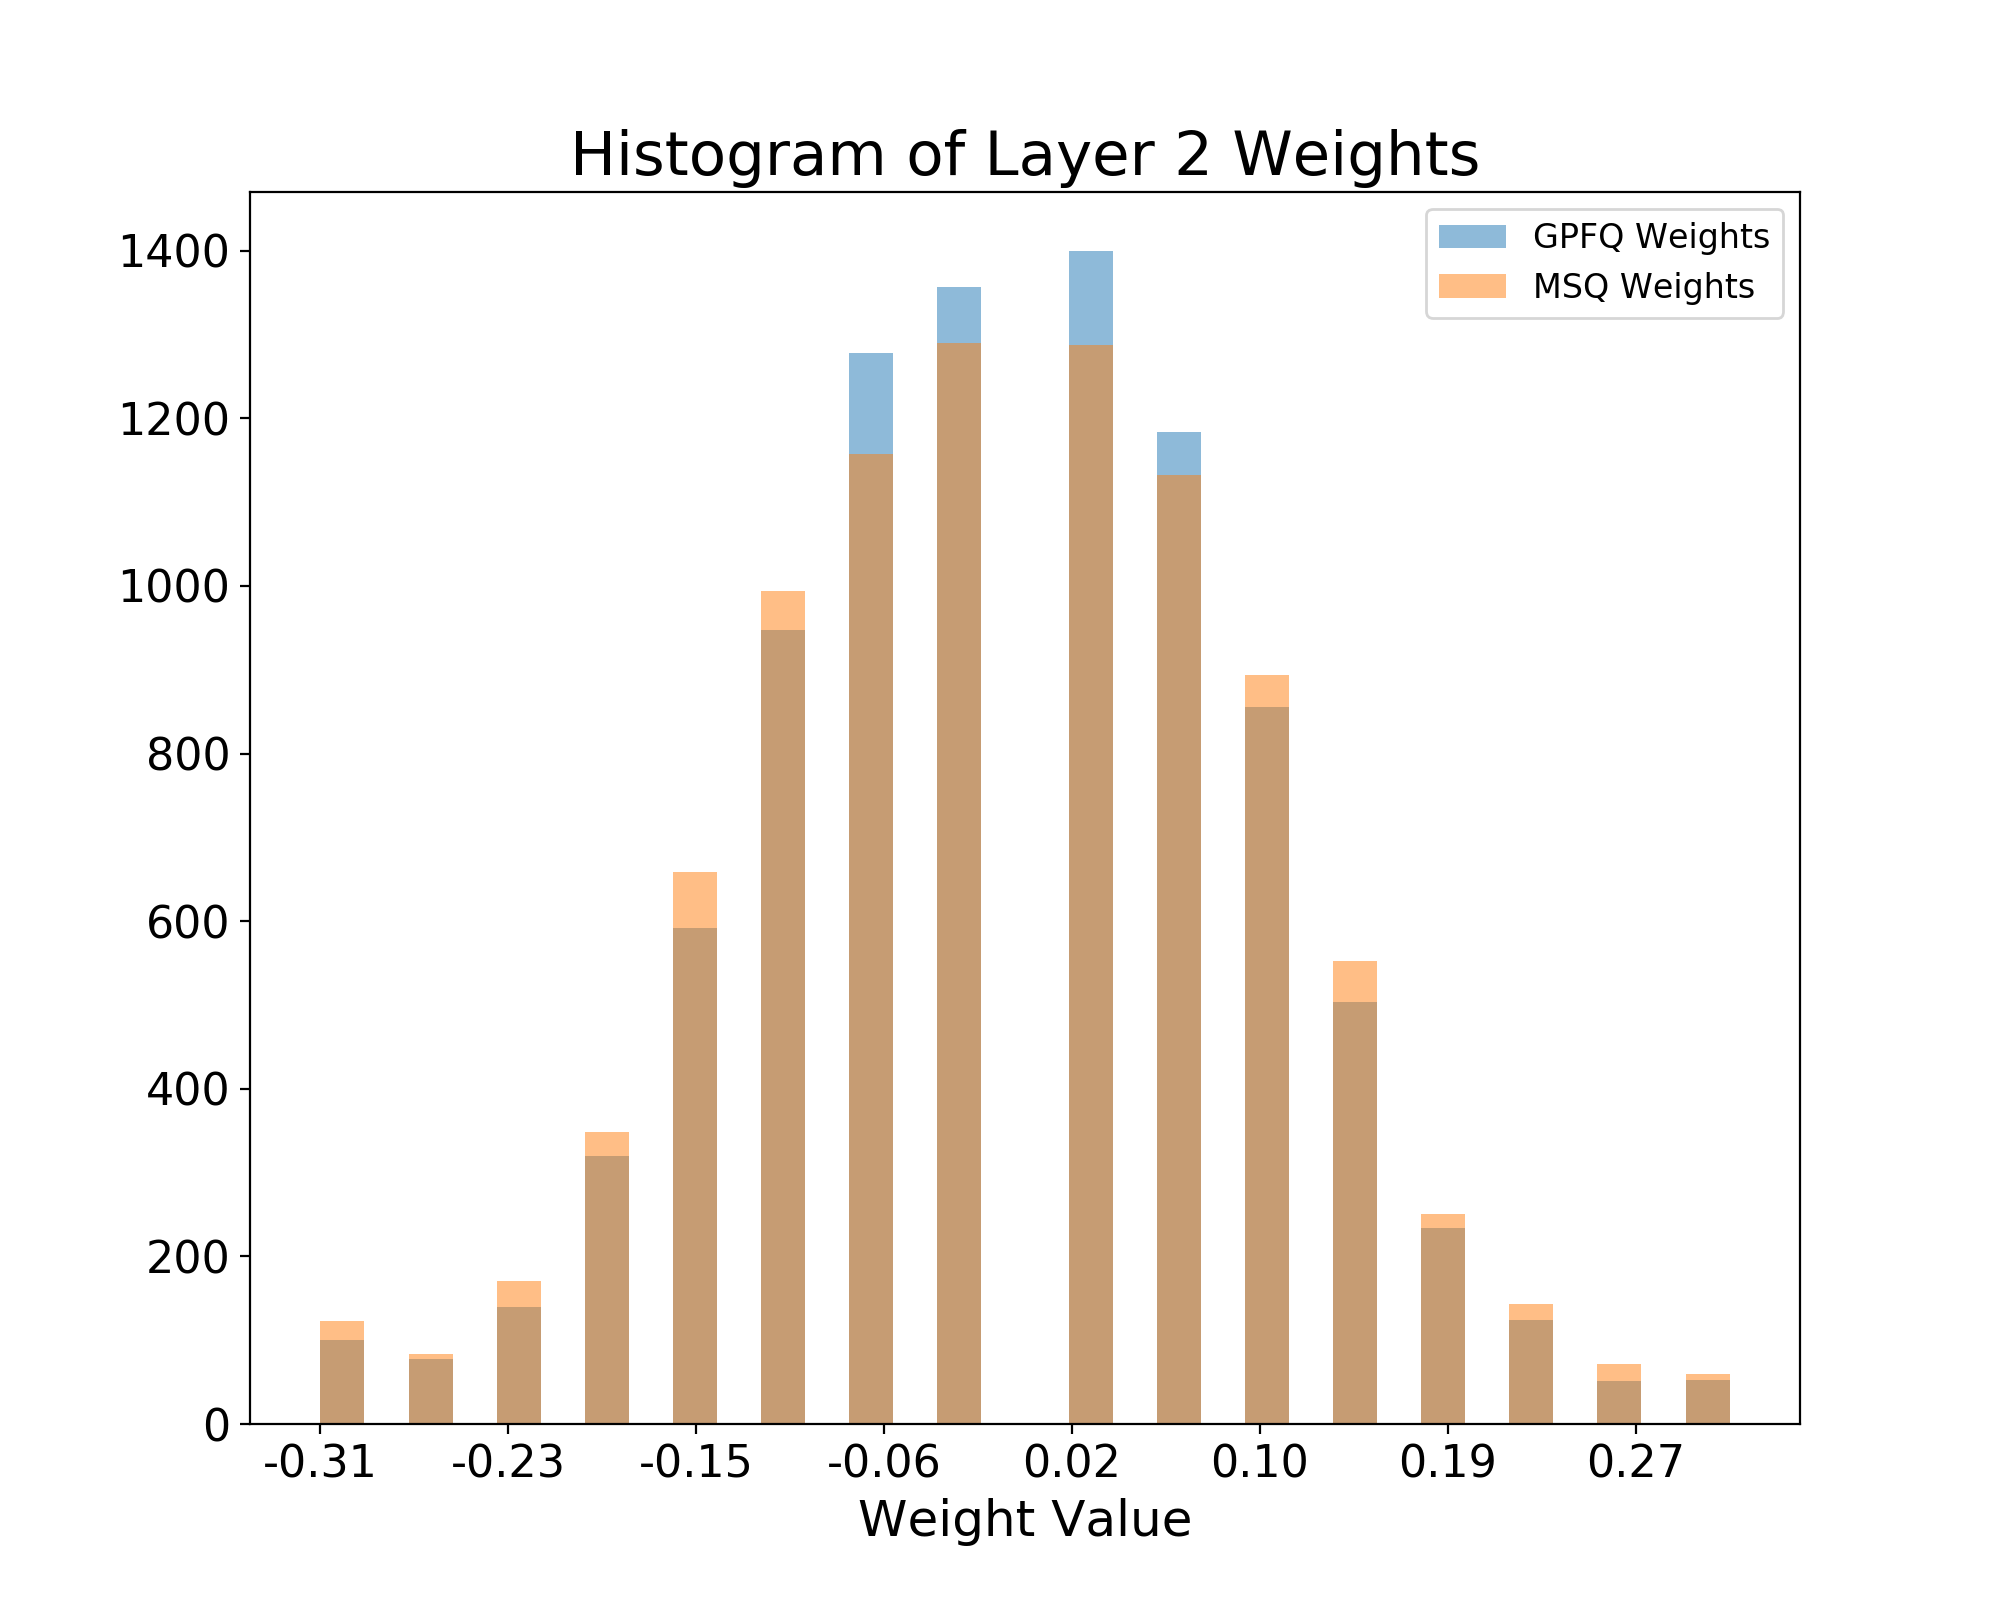 Histogram of Layer 2 Weights
GPFQ Weights
MSQ Weights
1400
1200
1000
800
600
400
200
0
-0.31 -0.23 -0.15 -0.06 0.02 0.10 0.19 0.27
Weight Value